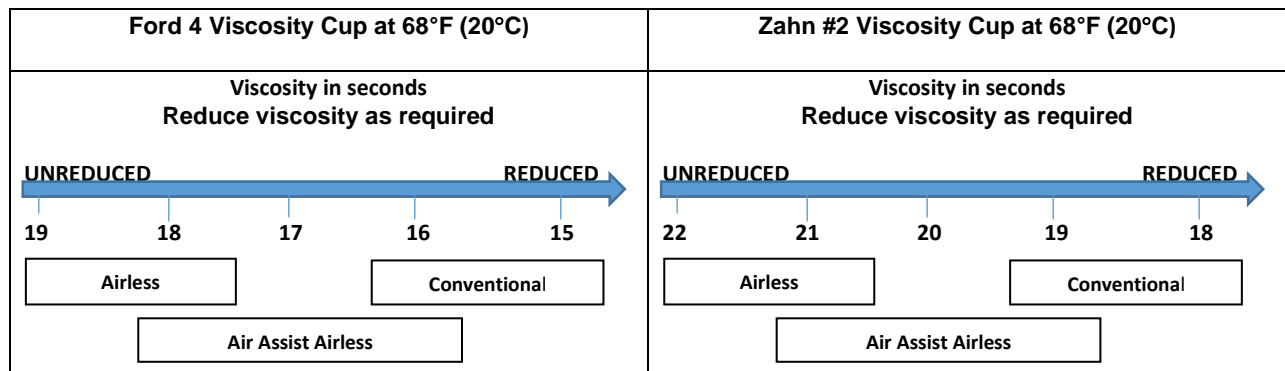 Ford 4 Viscosity Cup at 68°F (20°C)
Viscosity in seconds
Reduce viscosity as required
UNREDUCED REDUCED
19 18 17 16 15
Airless Conventional
Air Assist Airless
Zahn #2 Viscosity Cup at 68°F (20°C)
Viscosity in seconds
Reduce viscosity as required
UNREDUCED REDUCED
22 21 20 19 18
Airless Conventional
Air Assist Airless